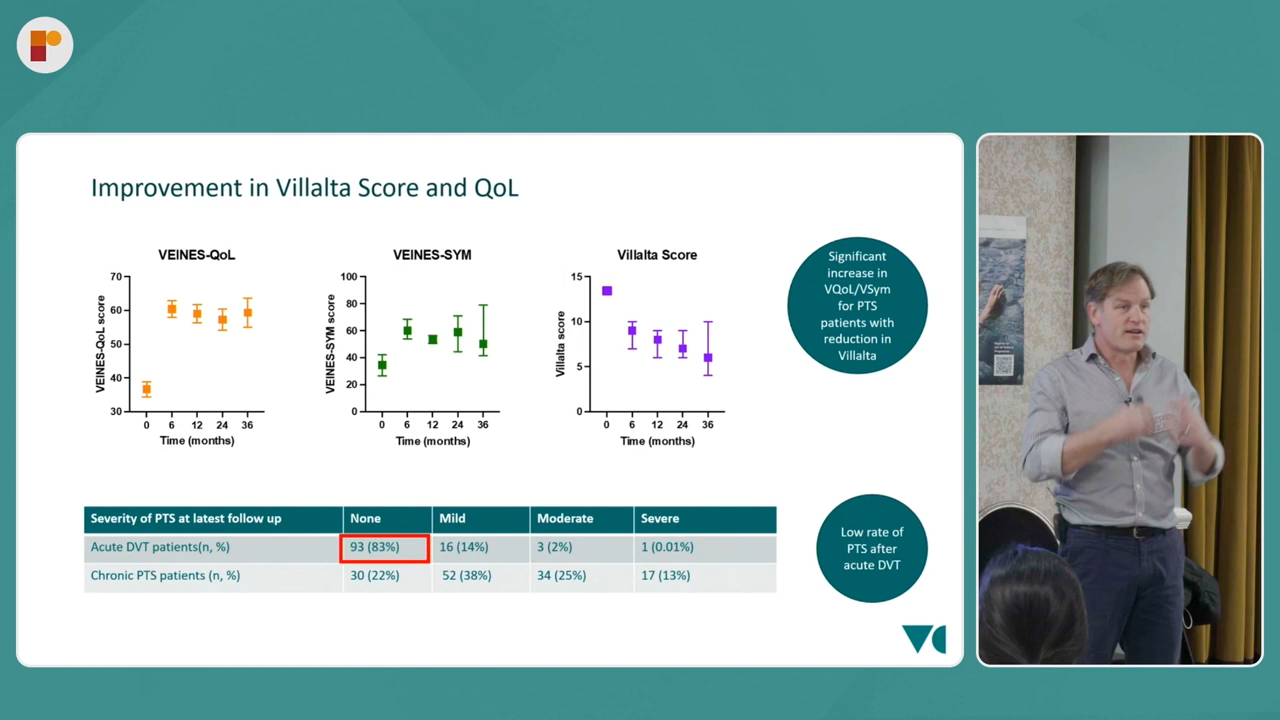 Improvement in Villalta Score and QoL
VEINES-QoL
VEINES-QoL score
70
60
50
40
30
0 6 12 24 36
Time (months)
VEINES-SYM
VEINES-SYM score
100
80
60
40
20
0
0 6 12 24 36
Time (months)
Villalta Score
Villalta score
15
10
5
0
0 6 12 24 36
Time (months)
Significant
increase in
VQoL/VSym
for PTS
patients with
reduction in
Villalta
Severity of PTS at latest follow up None Mild Moderate Severe
Acute DVT patients(n, %) 93 (83%) 16 (14%) 3 (2%) 1 (0.01%)
Chronic PTS patients (n, %) 30 (22%) 52 (38%) 34 (25%) 17 (13%)
Low rate of
PTS after
acute DVT